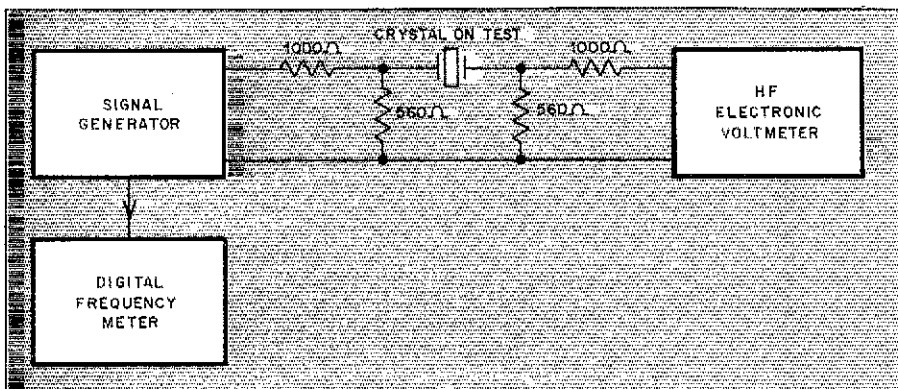 CRYSTAL ON TEST
1000Ω
1000Ω
SIGNAL
GENERATOR
560Ω
560Ω
HF
ELECTRONIC
VOLTMETER
DIGITAL
FREQUENCY
METER